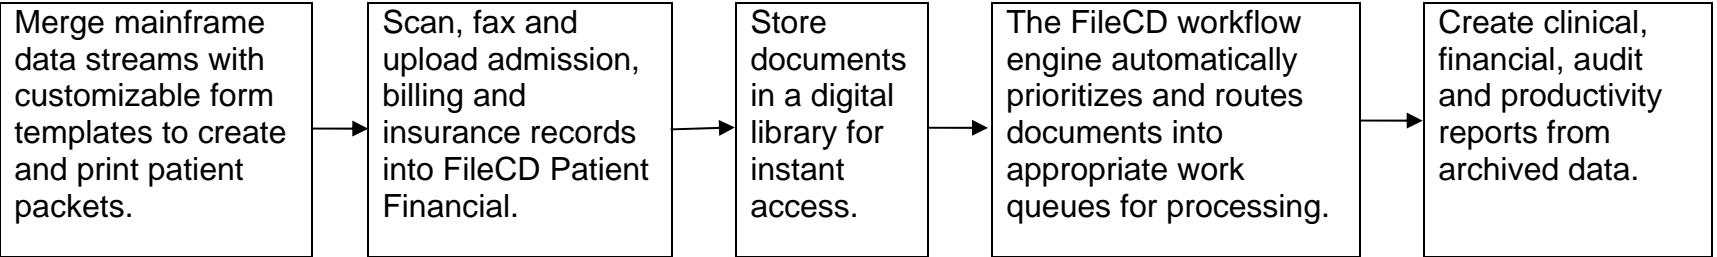 Merge mainframe
data streams with
customizable form
templates to create
and print patient
packets.
Scan, fax and
upload admission,
billing and
insurance records
into FileCD Patient
Financial.
Store
documents
in a digital
library for
instant
access.
The FileCD workflow
engine automatically
prioritizes and routes
documents into
appropriate work
queues for processing.
Create clinical,
financial, audit
and productivity
reports from
archived data.